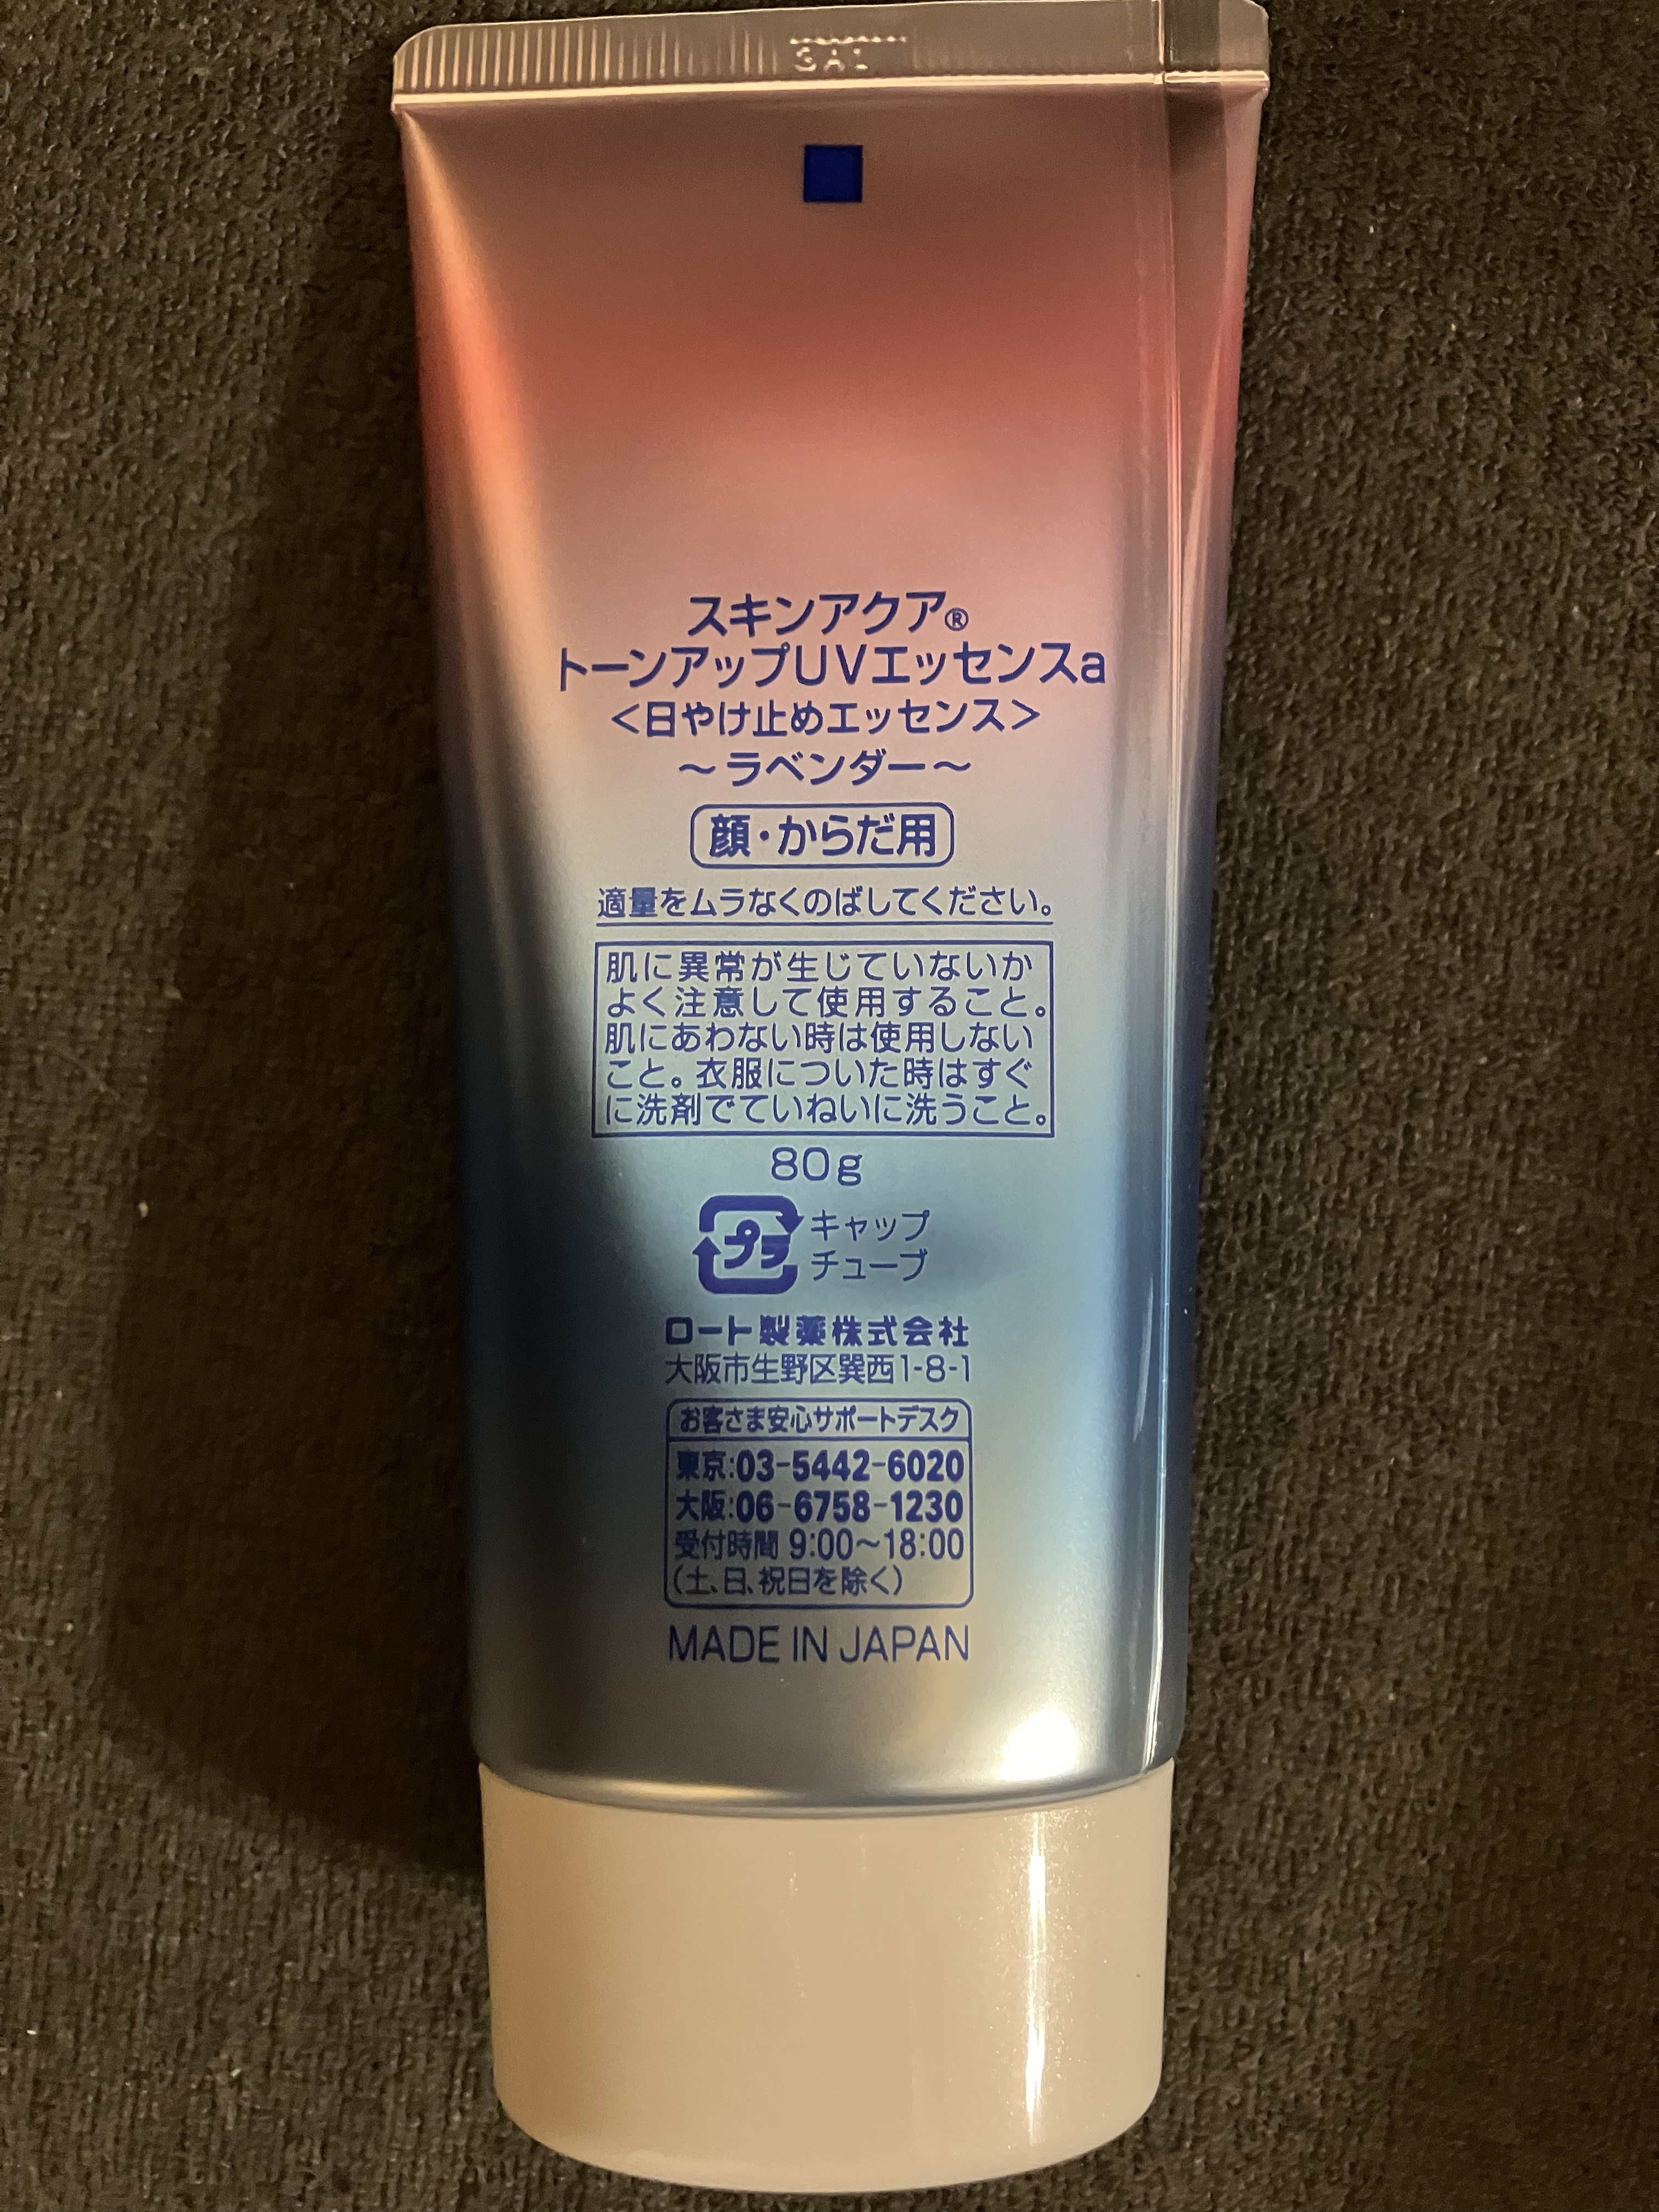 スキンアクア®
トーンアップUVエッセンスa
<日やけ止めエッセンス>
~ラベンダー~
顔・からだ用
適量をムラなくのばしてください。
肌に異常が生じていないか
よく注意して使用すること。
肌にあわない時は使用しない
こと。衣服についた時はすぐ
に洗剤でていねいに洗うこと。
80g
プラ キャップ
チューブ
ロート製薬株式会社
大阪市生野区巽西1-8-1
お客さま安心サポートデスク
東京:03-5442-6020
大阪:06-6758-1230
受付時間 9:00~18:00
(土、日、祝日を除く)
MADE IN JAPAN